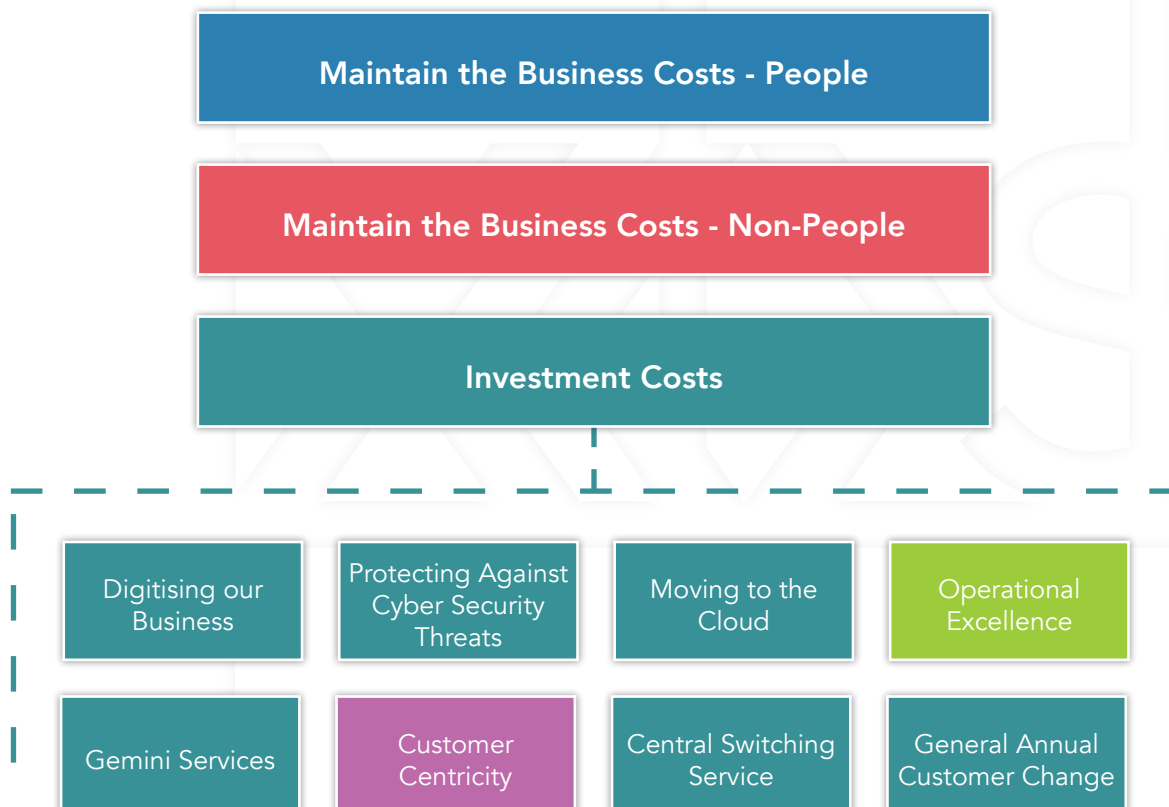 Maintain the Business Costs - People
Maintain the Business Costs - Non-People
Investment Costs
Digitising our
Business
Protecting Against
Cyber Security
Threats
Moving to the
Cloud
Operational
Excellence
Gemini Services
Customer
Centricity
Central Switching
Service
General Annual
Customer Change